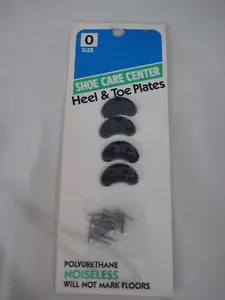 0
SIZE
SHOE CARE CENTER
Heel & Toe Plates
POLYURETHANE
NOISELESS
WILL NOT MARK FLOORS